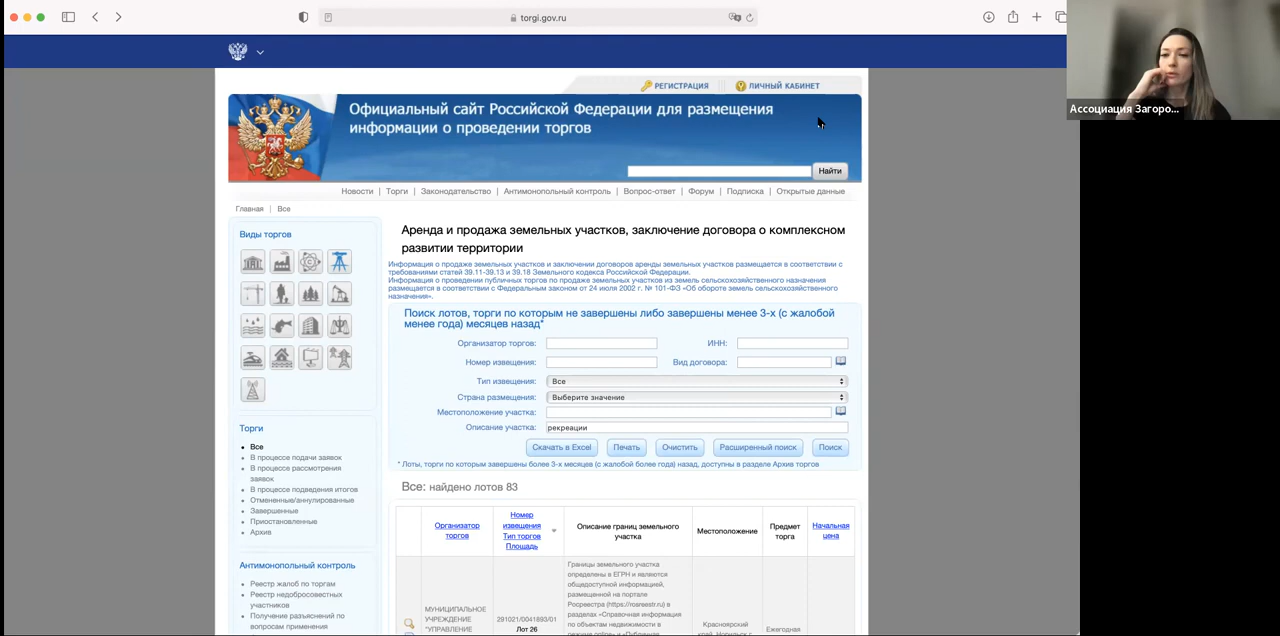 torgi.gov.ru
Ассоциация Загоро...
РЕГИСТРАЦИЯ
ЛИЧНЫЙ КАБИНЕТ
Официальный сайт Российской Федерации для размещения
информации о проведении торгов
Найти
Новости | Торги | Законодательство | Антимонопольный контроль | Вопрос-ответ | Форум | Подписка | Открытые данные
Главная | Все
Виды торгов
Торги
Все
В процессе подачи заявок
В процессе рассмотрения
заявок
В процессе подведения итогов
Отмененные/аннулированные
Завершенные
Приостановленные
Архив
Антимонопольный контроль
Реестр жалоб по торгам
Реестр недобросовестных
участников
Получение разъяснений по
вопросам применения
Аренда и продажа земельных участков, заключение договора о комплексном
развитии территории
Информация о продаже земельных участков и заключении договоров аренды земельных участков размещается в соответствии с
требованиями статей 39.11-39.13 и 39.18 Земельного кодекса Российской Федерации.
Информация о проведении публичных торгов по продаже земельных участков из земель сельскохозяйственного назначения
размещается в соответствии с Федеральным законом от 24 июля 2002 г. № 101-ФЗ «Об обороте земель сельскохозяйственного
назначения».
Поиск лотов, торги по которым не завершены либо завершены менее 3-х (с жалобой
менее года) месяцев назад*
Организатор торгов:
ИНН:
Номер извещения:
Вид договора:
Тип извещения: Все
Страна размещения: Выберите значение
Местоположение участка:
Описание участка: рекреации
Скачать в Excel
Печать
Очистить
Расширенный поиск
Поиск
* Лоты, торги по которым завершены более 3-х месяцев (с жалобой более года) назад, доступны в разделе Архив торгов
Все: найдено лотов 83
Организатор
торгов
Номер
извещения
Тип торгов
Площадь
Описание границ земельного
участка
Местоположение
Предмет
торга
Начальная
цена
МУНИЦИПАЛЬНОЕ
УЧРЕЖДЕНИЕ
"УПРАВЛЕНИЕ
291021/0041893/01
Лот 26
Границы земельного участка
определены в ЕГРН и являются
общедоступной информацией,
размещенной на портале
Росреестра (https://rosreestr.ru) в
разделах «Справочная информация
по объектам недвижимости в
режиме online» и «Публичная
Красноярский
край, Норильск г,
Ежегодная